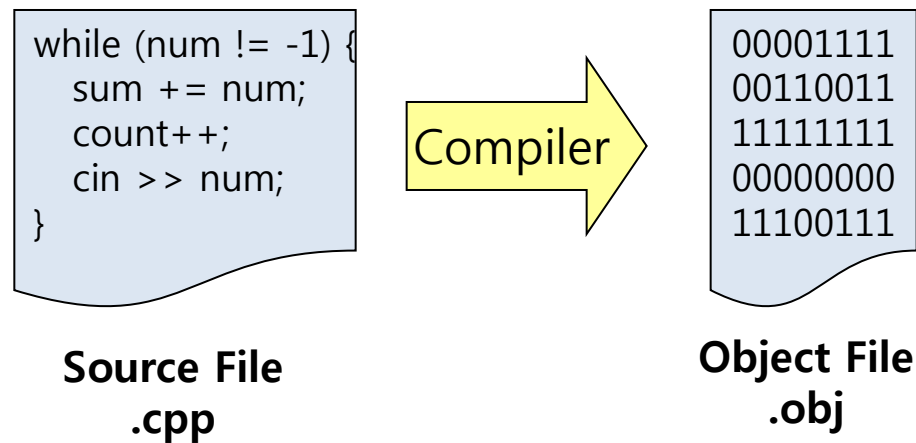 while (num != -1) {
sum += num;
count++;
cin >> num;
}
Compiler
00001111
00110011
11111111
00000000
11100111
Source File
.cpp
Object File
.obj